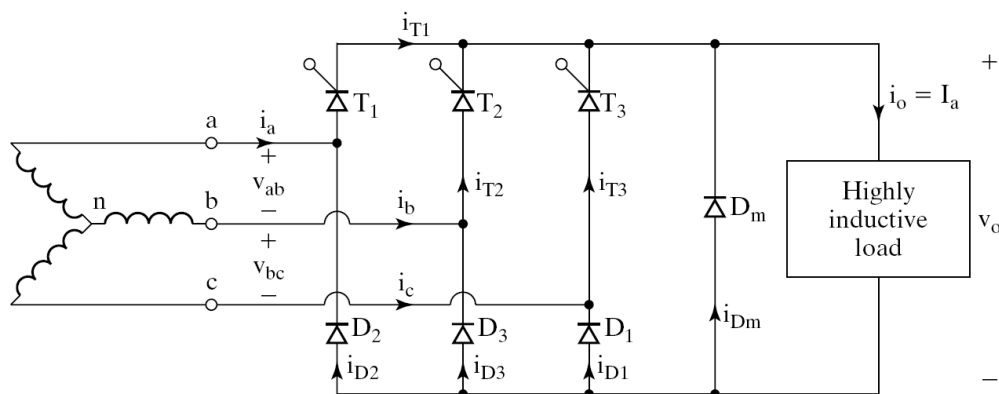 i_T1
+
T_1
T_2
T_3
i_o = I_a
a
i_a
+
v_ab
−
n
b
i_b
i_T2
i_T3
D_m
Highly
inductive
load
v_o
+
v_bc
−
c
i_c
D_2
D_3
D_1
i_Dm
i_D2
i_D3
i_D1
−